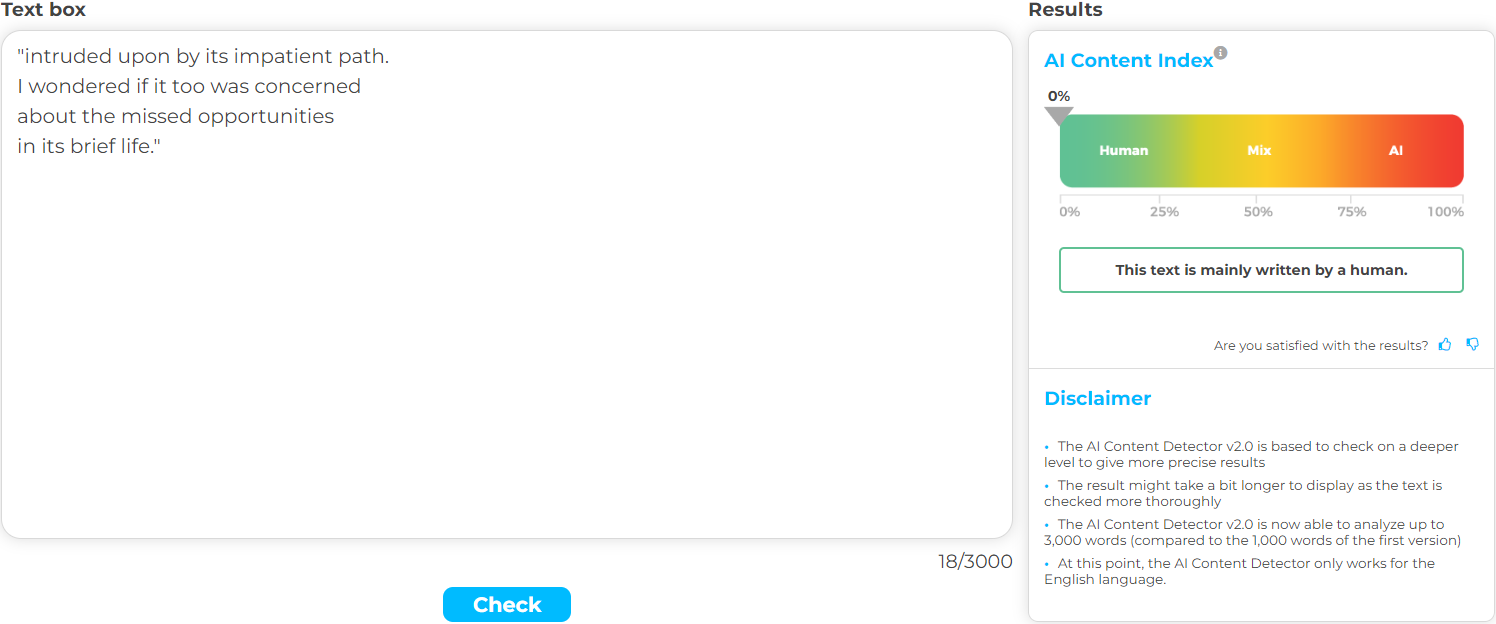 Text box
"intruded upon by its impatient path.
I wondered if it too was concerned
about the missed opportunities
in its brief life."
18/3000
Check
Results
AI Content Index
0%
Human Mix AI
0% 25% 50% 75% 100%
This text is mainly written by a human.
Are you satisfied with the results?
Disclaimer
• The AI Content Detector v2.0 is based to check on a deeper
level to give more precise results
• The result might take a bit longer to display as the text is
checked more thoroughly
• The AI Content Detector v2.0 is now able to analyze up to
3,000 words (compared to the 1,000 words of the first version)
• At this point, the AI Content Detector only works for the
English language.